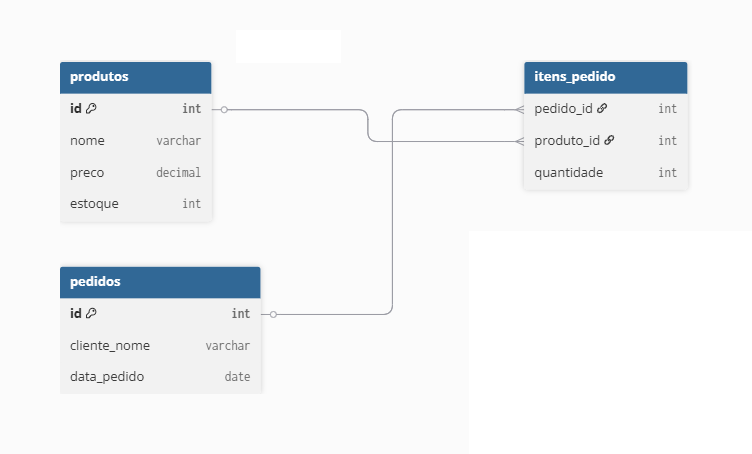 produtos
id int
nome varchar
preco decimal
estoque int
itens_pedido
pedido_id int
produto_id int
quantidade int
pedidos
id int
cliente_nome varchar
data_pedido date